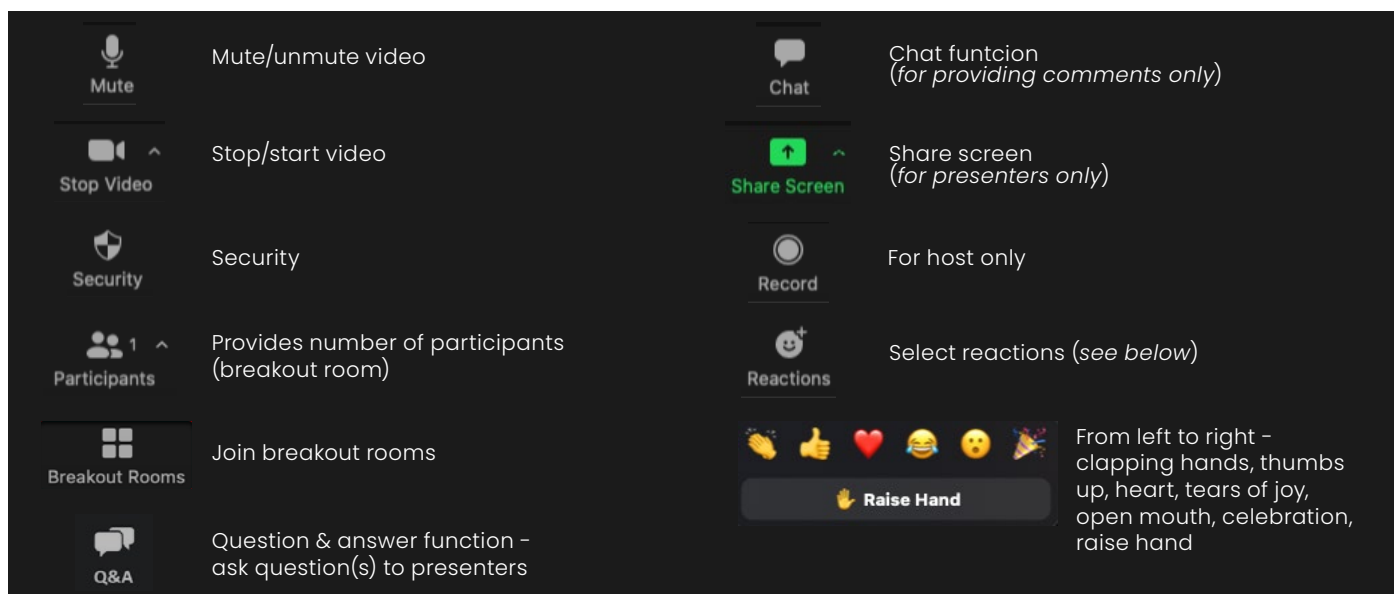 Mute
Mute/unmute video
Stop Video
Stop/start video
Security
Security
1
Participants
Provides number of participants
(breakout room)
Breakout Rooms
Join breakout rooms
Q&A
Question & answer function -
ask question(s) to presenters
Chat
Chat funtcion
(for providing comments only)
Share Screen
Share screen
(for presenters only)
Record
For host only
Reactions
Select reactions (see below)
Raise Hand
From left to right -
clapping hands, thumbs
up, heart, tears of joy,
open mouth, celebration,
raise hand